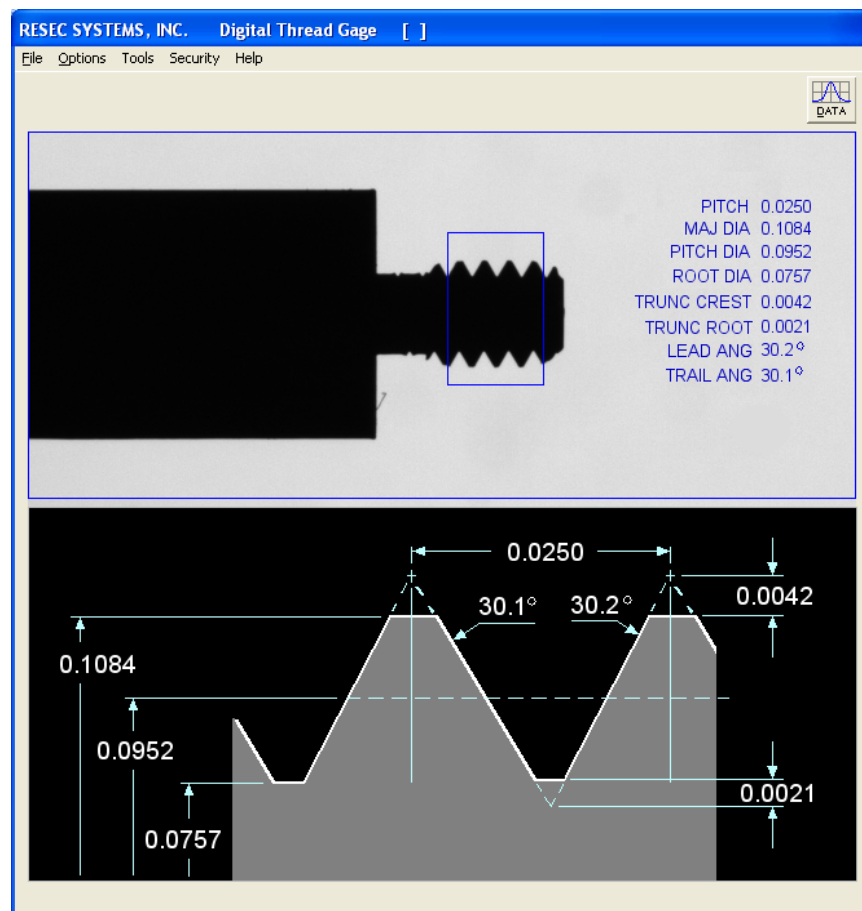 RESEC SYSTEMS, INC. Digital Thread Gage [ ]
File Options Tools Security Help
DATA
PITCH 0.0250
MAJ DIA 0.1084
PITCH DIA 0.0952
ROOT DIA 0.0757
TRUNC CREST 0.0042
TRUNC ROOT 0.0021
LEAD ANG 30.2°
TRAIL ANG 30.1°
0.0250
30.1° 30.2° 0.0042
0.1084
0.0952
0.0021
0.0757